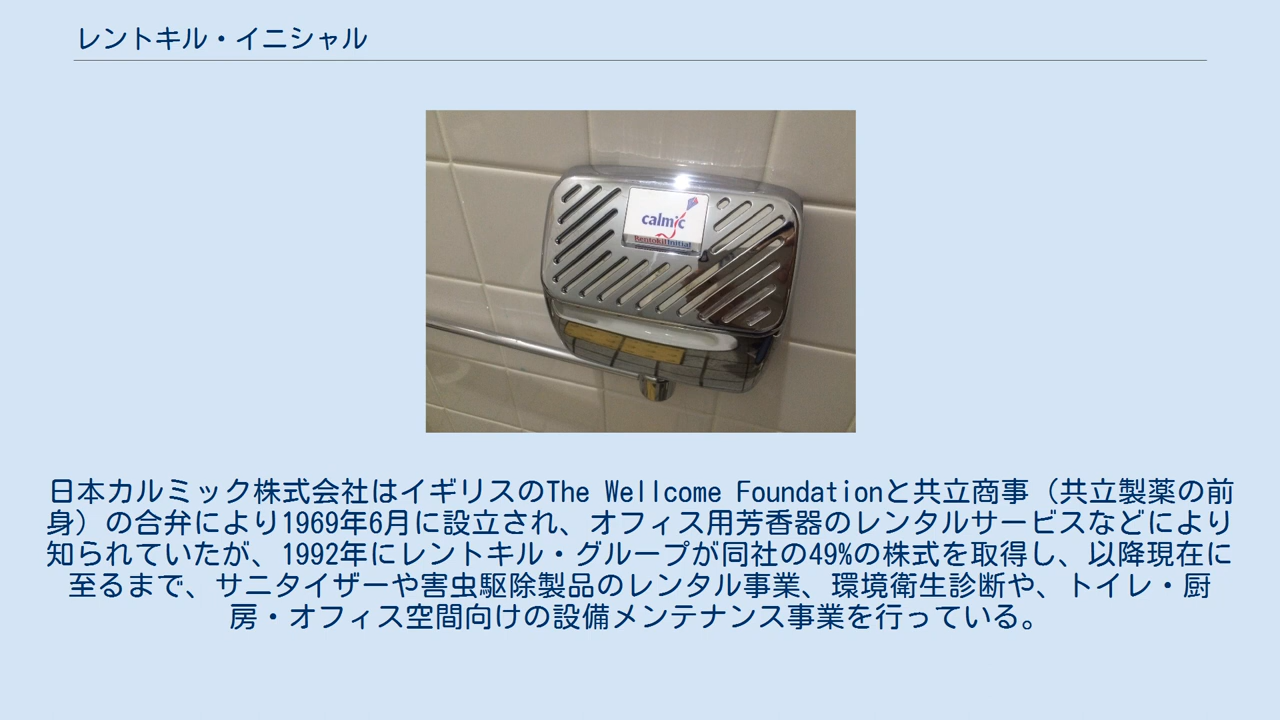 レントキル・イニシャル
calmic
RentokilInitial
日本カルミック株式会社はイギリスのThe Wellcome Foundationと共立商事（共立製薬の前
身）の合弁により1969年6月に設立され、オフィス用芳香器のレンタルサービスなどにより
知られていたが、1992年にレントキル・グループが同社の49%の株式を取得し、以降現在に
至るまで、サニタイザーや害虫駆除製品のレンタル事業、環境衛生診断や、トイレ・厨
房・オフィス空間向けの設備メンテナンス事業を行っている。